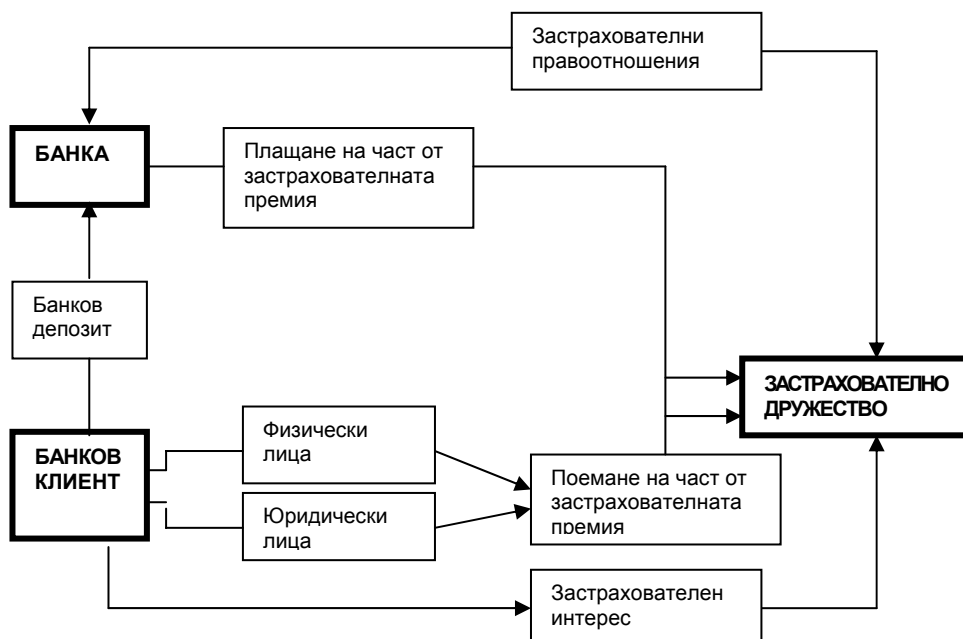 Застрахователни
правоотношения
БАНКА
Плащане на част от
застрахователната
премия
Банков
депозит
ЗАСТРАХОВАТЕЛНО
ДРУЖЕСТВО
БАНКОВ
КЛИЕНТ
Физически
лица
Юридически
лица
Поемане на част от
застрахователната
премия
Застрахователен
интерес